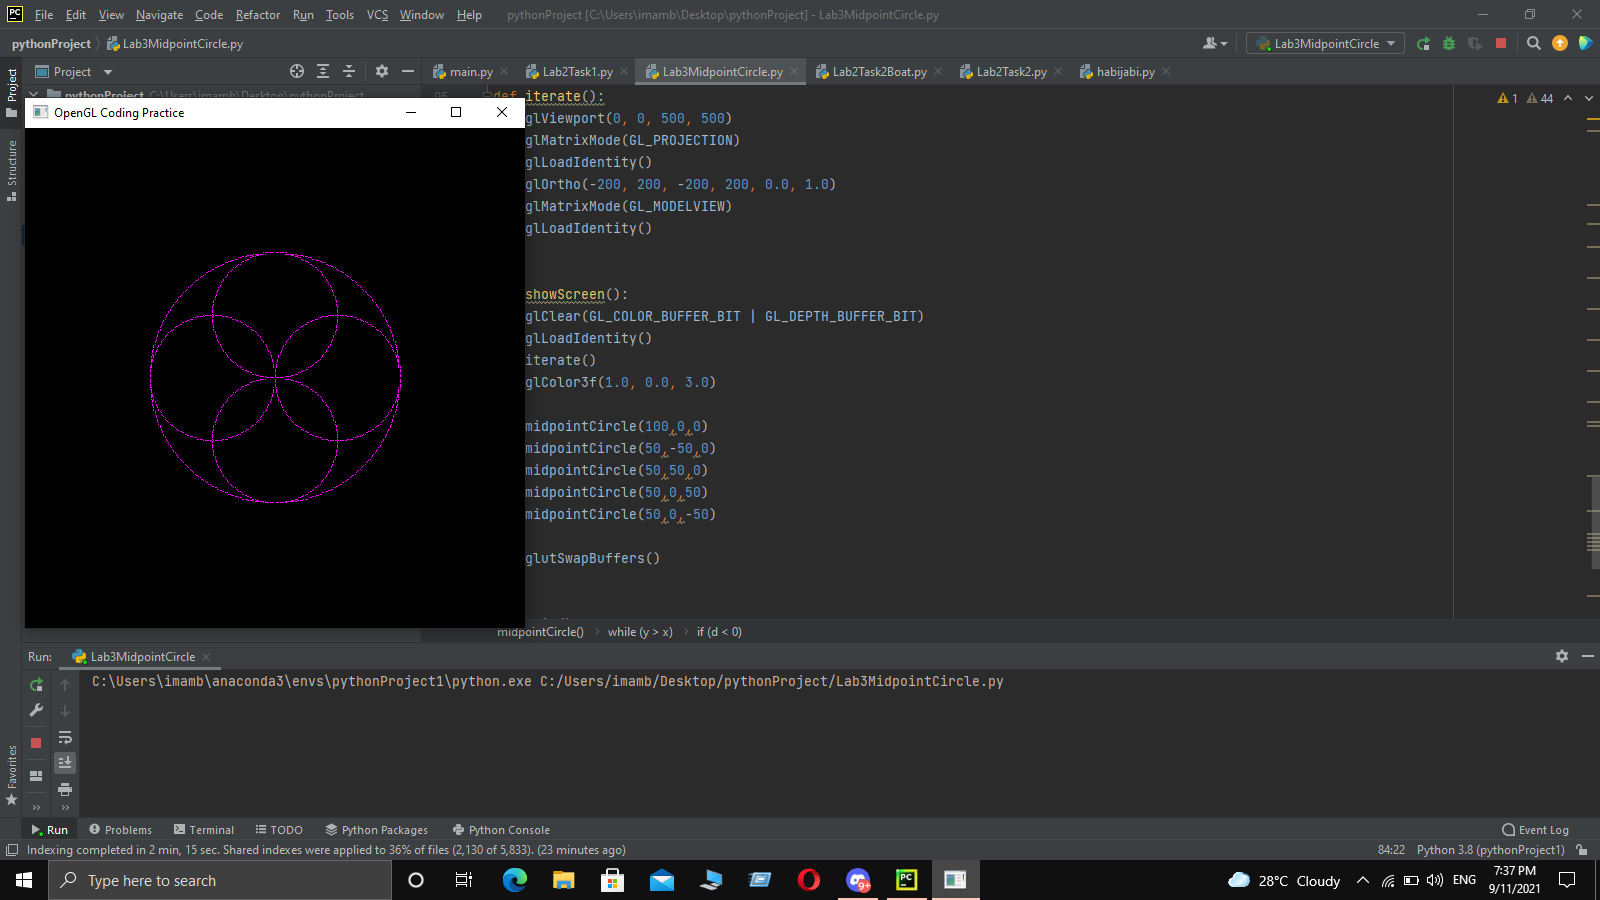 PC File Edit View Navigate Code Refactor Run Tools VCS Window Help pythonProject [C:\Users\imamb\Desktop\pythonProject] - Lab3MidpointCircle.py
pythonProject Lab3MidpointCircle.py Lab3MidpointCircle
Project main.py Lab2Task1.py Lab3MidpointCircle.py Lab2Task2Boat.py Lab2Task2.py habijabi.py
Project
Structure
Favorites
pythonProject C:\Users\imamb\Desktop\pythonProject
OpenGL Coding Practice
95 def iterate():
1 44
glViewport(0, 0, 500, 500)
glMatrixMode(GL_PROJECTION)
glLoadIdentity()
glOrtho(-200, 200, -200, 200, 0.0, 1.0)
glMatrixMode(GL_MODELVIEW)
glLoadIdentity()
showScreen():
glClear(GL_COLOR_BUFFER_BIT | GL_DEPTH_BUFFER_BIT)
glLoadIdentity()
iterate()
glColor3f(1.0, 0.0, 3.0)
midpointCircle(100,0,0)
midpointCircle(50,-50,0)
midpointCircle(50,50,0)
midpointCircle(50,0,50)
midpointCircle(50,0,-50)
glutSwapBuffers()
midpointCircle() while (y > x) if (d < 0)
Run: Lab3MidpointCircle
C:\Users\imamb\anaconda3\envs\pythonProject1\python.exe C:/Users/imamb/Desktop/pythonProject/Lab3MidpointCircle.py
Run Problems Terminal TODO Python Packages Python Console Event Log
Indexing completed in 2 min, 15 sec. Shared indexes were applied to 36% of files (2,130 of 5,833). (23 minutes ago) 84:22 Python 3.8 (pythonProject1)
Type here to search 9+ PC 28°C Cloudy ENG 7:37 PM
9/11/2021